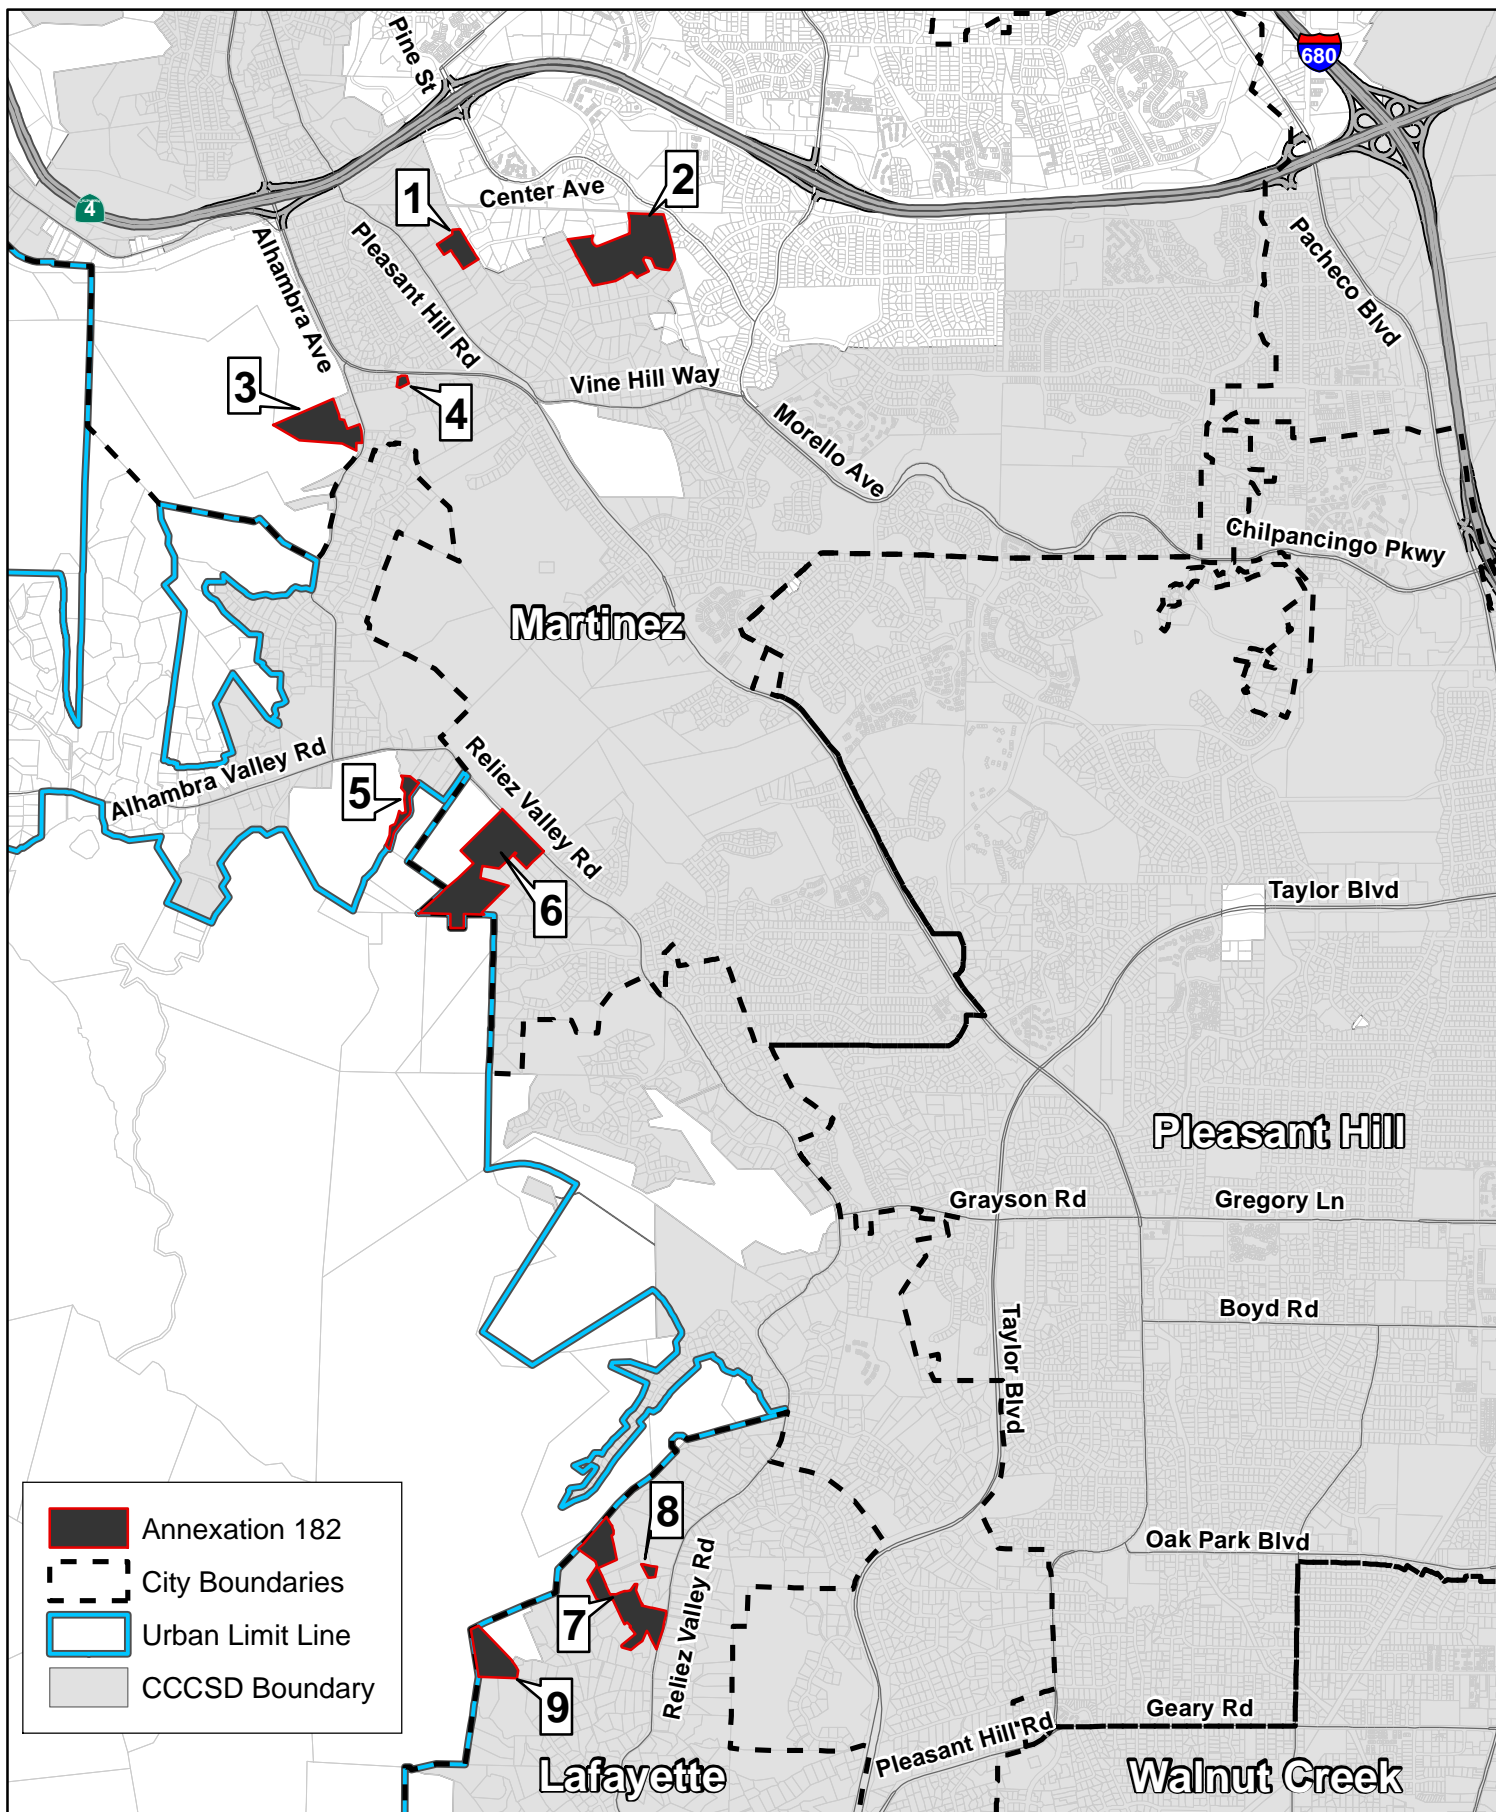 Pine St
680
4
Center Ave
1
2
Alhambra Ave
Pleasant Hill Rd
Pacheco Blvd
3
4
Vine Hill Way
Morello Ave
Chilpancingo Pkwy
Martinez
Alhambra Valley Rd
5
Reliez Valley Rd
6
Taylor Blvd
Pleasant Hill
Grayson Rd
Gregory Ln
Boyd Rd
Taylor Blvd
Annexation 182
City Boundaries
Urban Limit Line
CCCSD Boundary
8
7
9
Reliez Valley Rd
Oak Park Blvd
Geary Rd
Pleasant Hill Rd
Lafayette
Walnut Creek